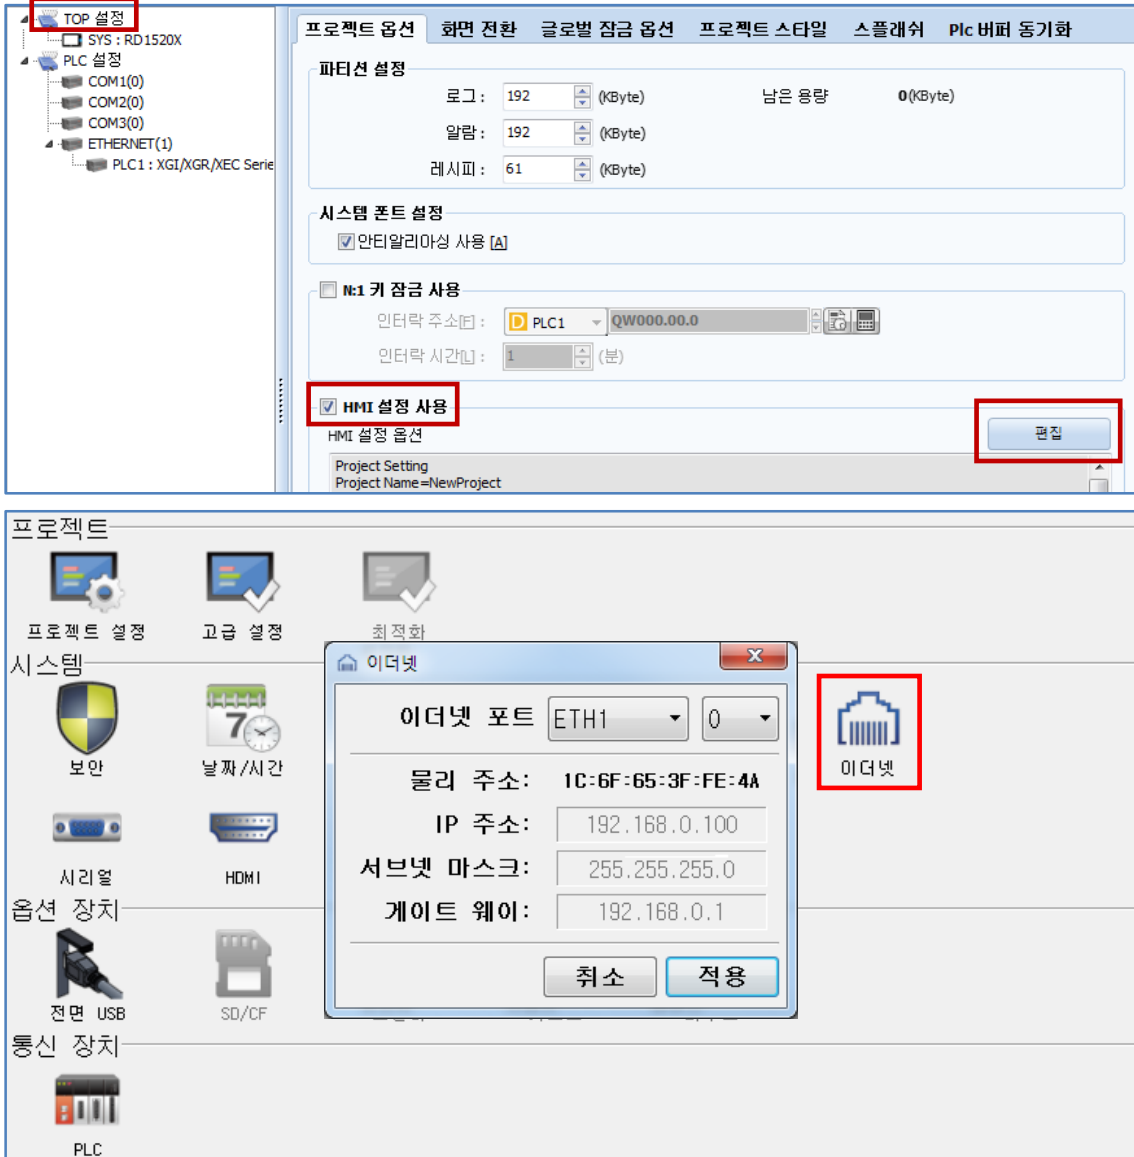 TOP 설정
SYS : RD1520X
PLC 설정
COM1(0)
COM2(0)
COM3(0)
ETHERNET(1)
PLC1 : XGI/XGR/XEC Serie
프로젝트 옵션 화면 전환 글로벌 잠금 옵션 프로젝트 스타일 스플래쉬 Plc 버퍼 동기화
파티션 설정
로그 : 192 (KByte) 남은 용량 0(KByte)
알람 : 192 (KByte)
레시피 : 61 (KByte)
시스템 폰트 설정
안티알리아싱 사용 [A]
N:1 키 잠금 사용
인터락 주소[F] : D PLC1 QW000.00.0
인터락 시간[L] : 1 (분)
HMI 설정 사용
HMI 설정 옵션 편집
Project Setting
Project Name=NewProject
프로젝트
프로젝트 설정 고급 설정 최적화
시스템
보안 날짜/시간 이더넷
시리얼 HDMI
옵션 장치
전면 USB SD/CF
통신 장치
PLC
이더넷
이더넷 포트 ETH1 0
물리 주소: 1C:6F:65:3F:FE:4A
IP 주소: 192.168.0.100
서브넷 마스크: 255.255.255.0
게이트 웨이: 192.168.0.1
취소 적용